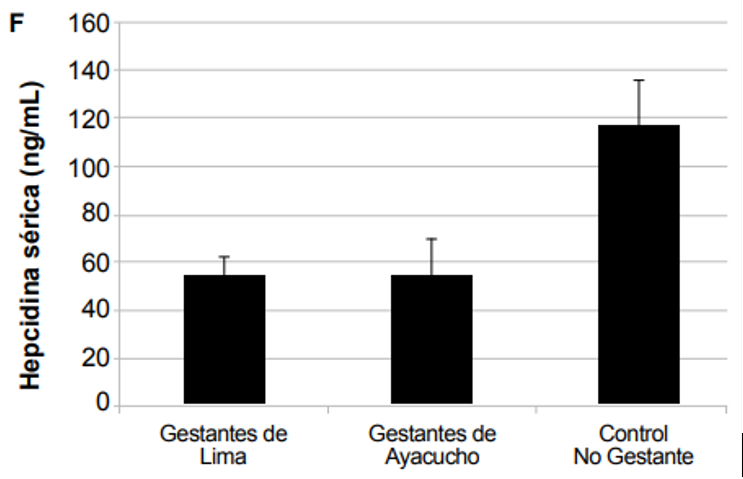 F
Hepcidina sérica (ng/mL)
160
140
120
100
80
60
40
20
0
Gestantes de
Lima
Gestantes de
Ayacucho
Control
No Gestante